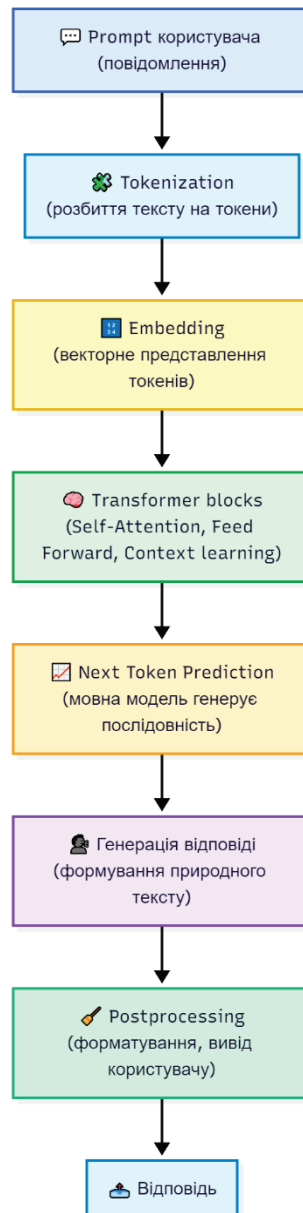 💬 Prompt користувача
(повідомлення)
🧩 Tokenization
(розбиття тексту на токени)
🔢 Embedding
(векторне представлення
токенів)
🧠 Transformer blocks
(Self-Attention, Feed
Forward, Context learning)
📈 Next Token Prediction
(мовна модель генерує
послідовність)
🗣 Генерація відповіді
(формування природного
тексту)
🧹 Postprocessing
(форматування, вивід
користувачу)
📤 Відповідь